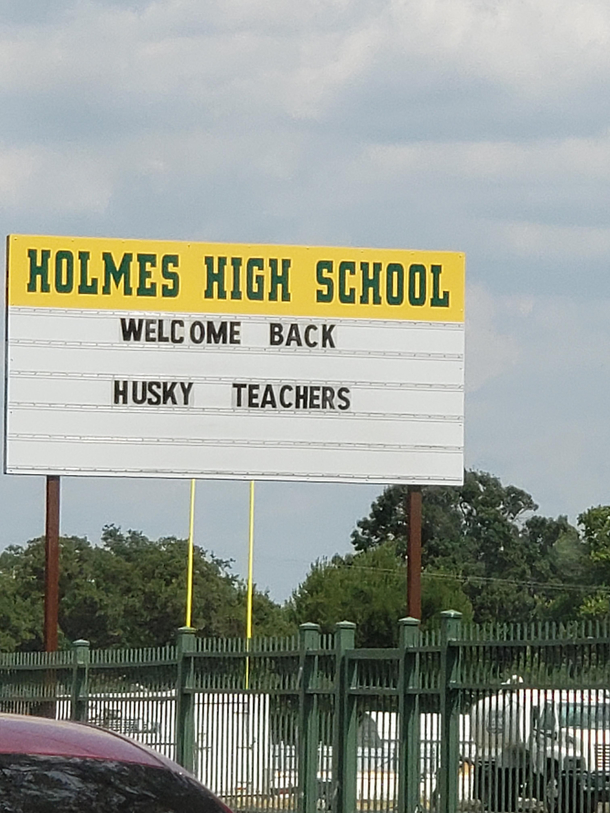 HOLMES HIGH SCHOOL
WELCOME BACK
HUSKY TEACHERS